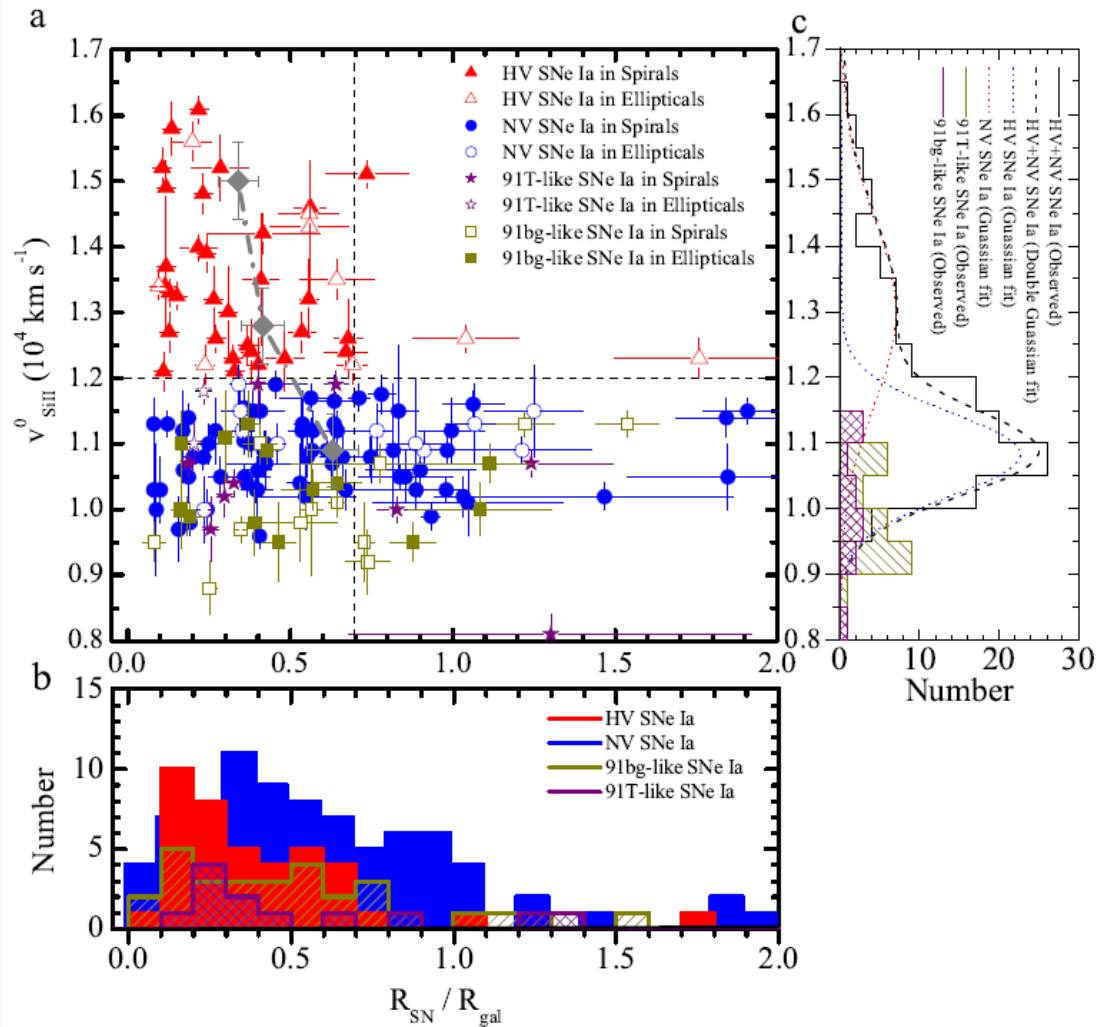 a
1.7
1.6
1.5
1.4
1.3
1.2
1.1
1.0
0.9
0.8
v⁰SiII (10⁴ km s⁻¹)
HV SNe Ia in Spirals
HV SNe Ia in Ellipticals
NV SNe Ia in Spirals
NV SNe Ia in Ellipticals
91T-like SNe Ia in Spirals
91T-like SNe Ia in Ellipticals
91bg-like SNe Ia in Spirals
91bg-like SNe Ia in Ellipticals
0.0 0.5 1.0 1.5 2.0
c
1.7
1.6
1.5
1.4
1.3
1.2
1.1
1.0
0.9
0.8
HV+NV SNe Ia (Observed)
HV+NV SNe Ia (Double Guassian fit)
HV SNe Ia (Guassian fit)
NV SNe Ia (Guassian fit)
91T-like SNe Ia (Observed)
91bg-like SNe Ia (Observed)
0 10 20 30
Number
b
15
10
5
0
Number
HV SNe Ia
NV SNe Ia
91bg-like SNe Ia
91T-like SNe Ia
0.0 0.5 1.0 1.5 2.0
R_SN / R_gal